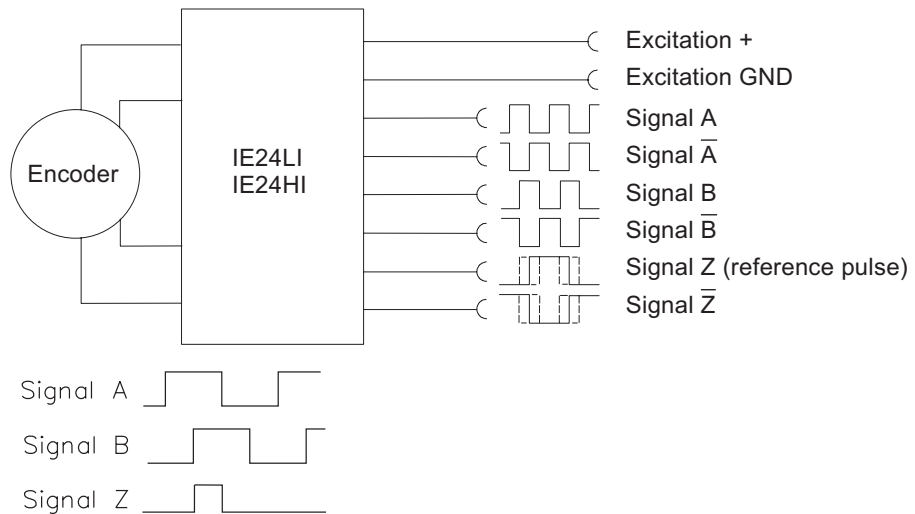 Excitation +
Excitation GND
Signal A
Signal A̅
Signal B
Signal B̅
Signal Z (reference pulse)
Signal Z̅
Encoder
IE24LI
IE24HI
Signal A
Signal B
Signal Z